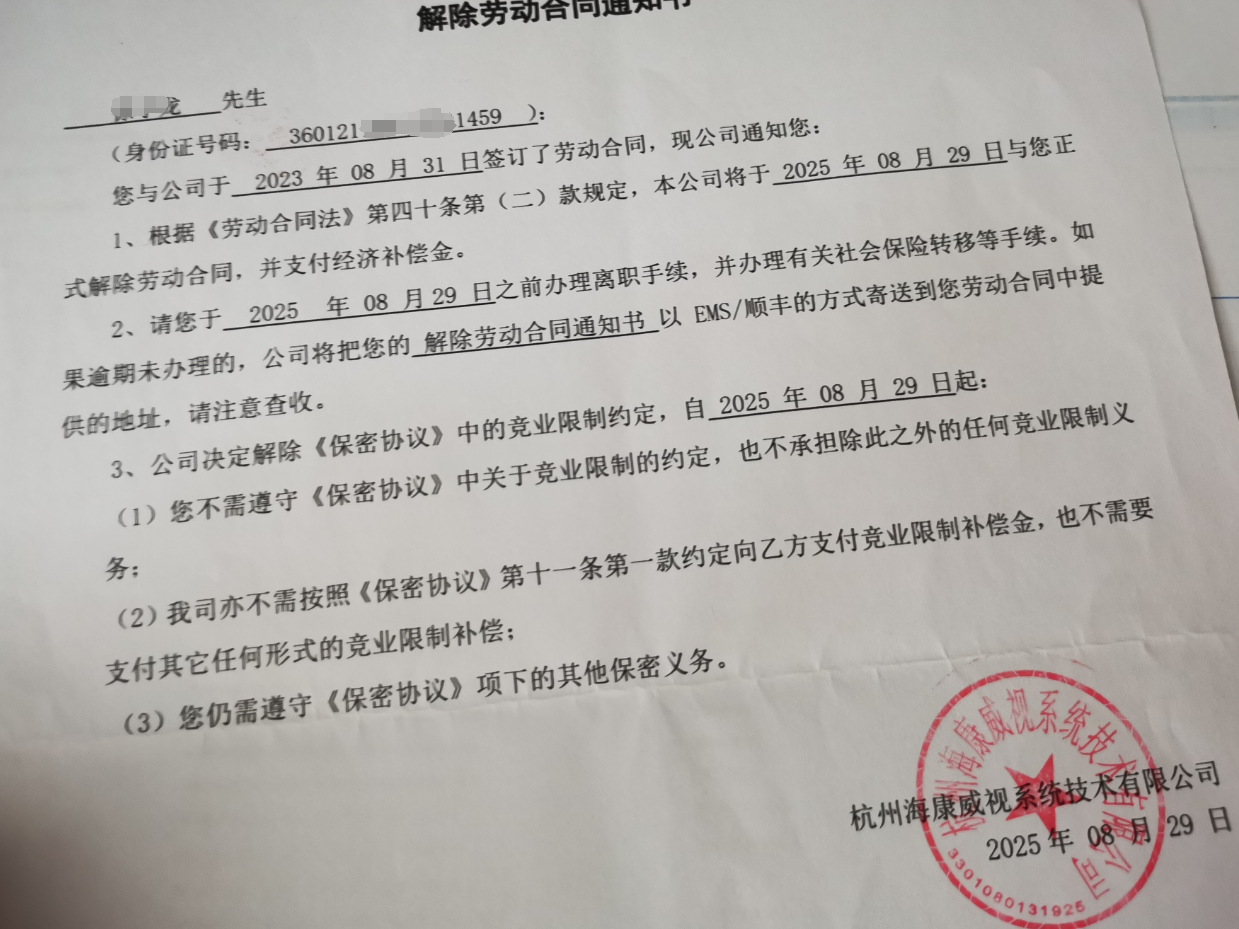 解除劳动合同通知书
龙 先生
(身份证号码: 360121 1459 ):
您与公司于 2023 年 08 月 31 日签订了劳动合同,现公司通知您:
1、根据《劳动合同法》第四十条第(二)款规定,本公司将于 2025 年 08 月 29 日与您正
式解除劳动合同,并支付经济补偿金。
2、请您于 2025 年 08 月29 日之前办理离职手续,并办理有关社会保险转移等手续。如
果逾期未办理的,公司将把您的 解除劳动合同通知书 以 EMS/顺丰的方式寄送到您劳动合同中提
供的地址,请注意查收。
3、公司决定解除《保密协议》中的竞业限制约定,自 2025 年 08 月 29 日起:
(1)您不需遵守《保密协议》中关于竞业限制的约定,也不承担除此之外的任何竞业限制义
务;
(2)我司亦不需按照《保密协议》第十一条第一款约定向乙方支付竞业限制补偿金,也不需要
支付其它任何形式的竞业限制补偿;
(3)您仍需遵守《保密协议》项下的其他保密义务。
杭州海康威视系统技术有限公司
2025年 08 月 29 日
杭州海康威视系统技术有限公司
3301080131925